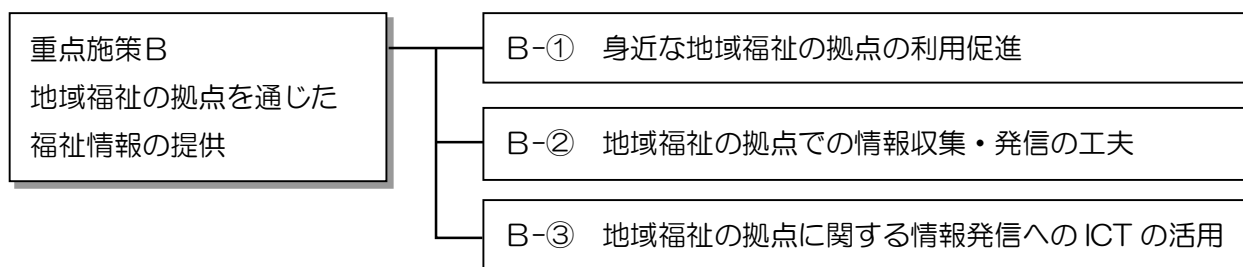 重点施策B
地域福祉の拠点を通じた
福祉情報の提供
B-① 身近な地域福祉の拠点の利用促進
B-② 地域福祉の拠点での情報収集・発信の工夫
B-③ 地域福祉の拠点に関する情報発信へのICTの活用